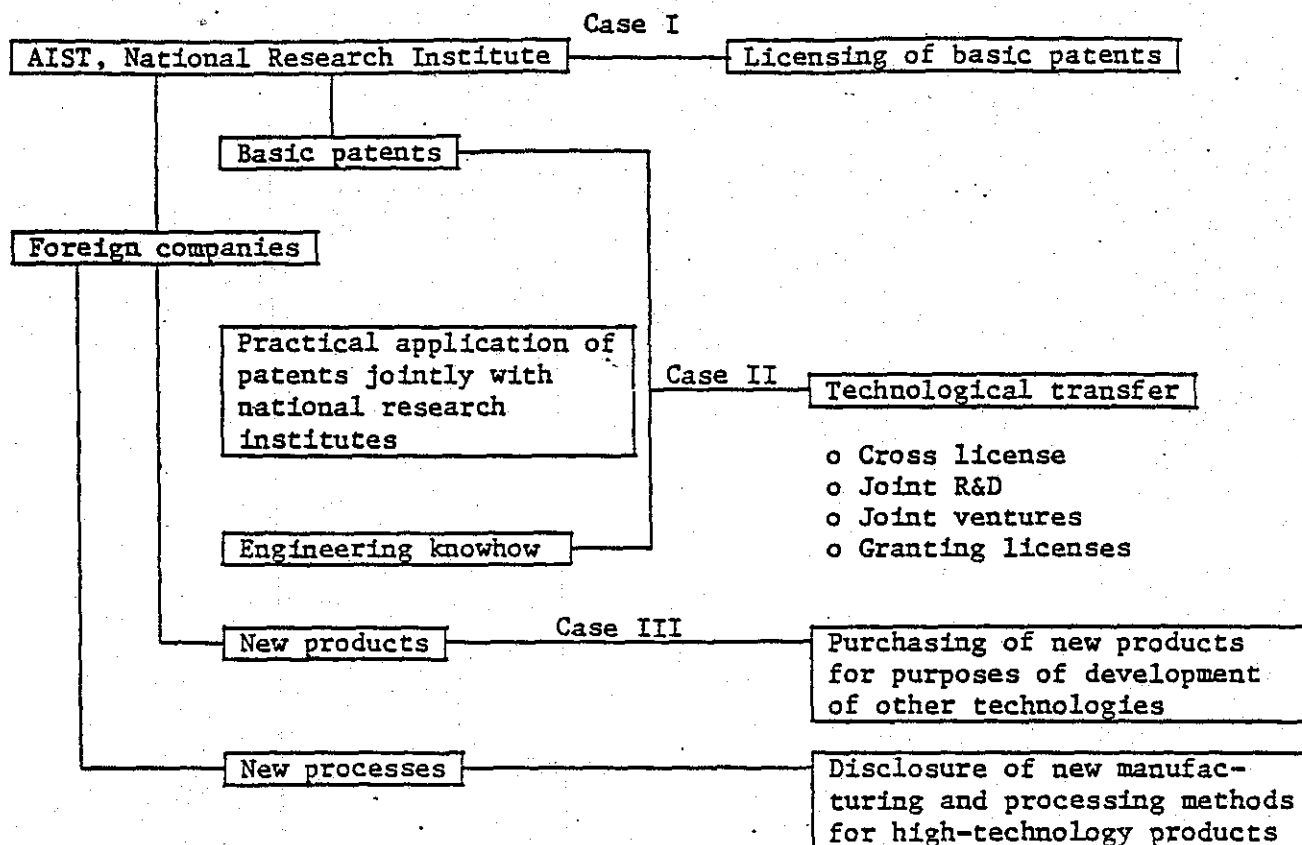 Case I
AIST, National Research Institute
Licensing of basic patents
Basic patents
Foreign companies
Practical application of
patents jointly with
national research
institutes
Case II
Technological transfer
o Cross license
o Joint R&D
o Joint ventures
o Granting licenses
Engineering knowhow
New products
Case III
Purchasing of new products
for purposes of development
of other technologies
New processes
Disclosure of new manufac-
turing and processing methods
for high-technology products